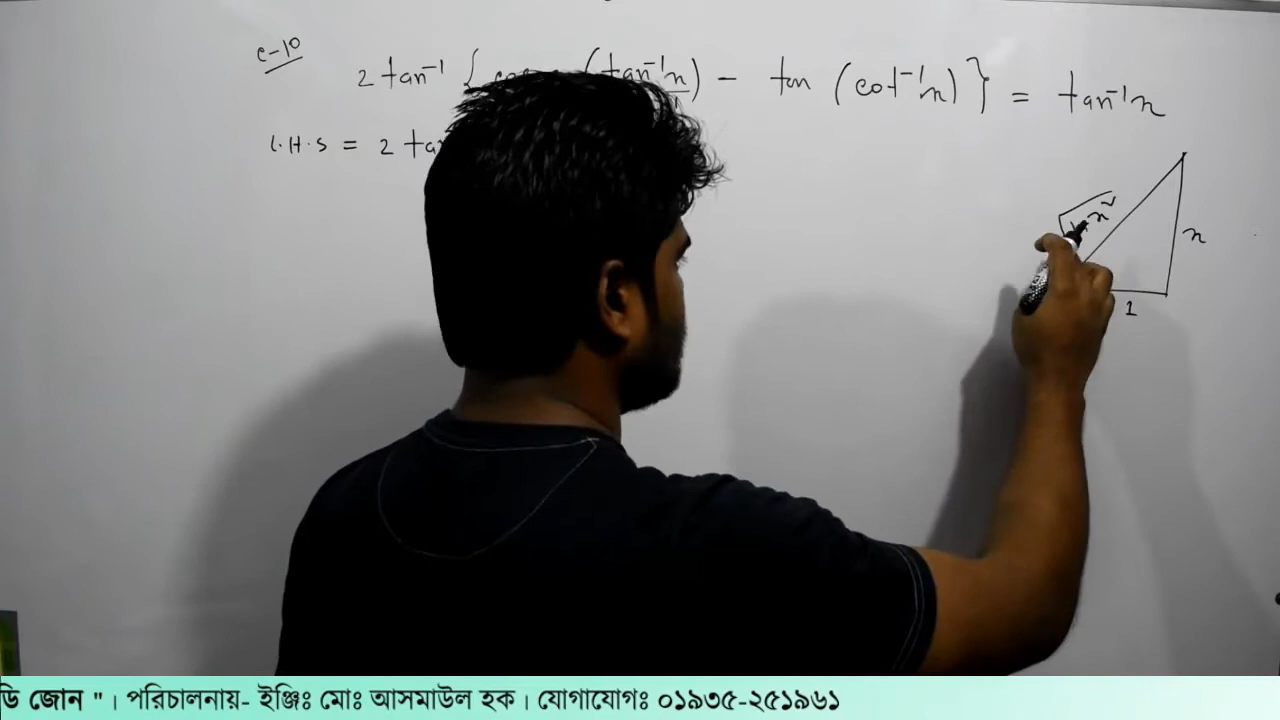 e-10
2 tan⁻¹ { (tan⁻¹x) - tan (cot⁻¹x) } = tan⁻¹x
L.H.S = 2
x²
x
1
ডি জোন " । পরিচালনায়- ইঞ্জিঃ মোঃ আসমাউল হক । যোগাযোগঃ ০১৯৩৫-২৫১৯৬১